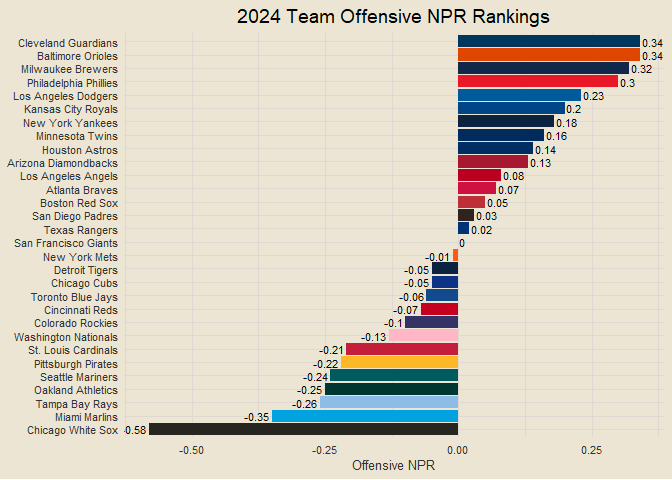 2024 Team Offensive NPR Rankings
Cleveland Guardians 0.34
Baltimore Orioles 0.34
Milwaukee Brewers 0.32
Philadelphia Phillies 0.3
Los Angeles Dodgers 0.23
Kansas City Royals 0.2
New York Yankees 0.18
Minnesota Twins 0.16
Houston Astros 0.14
Arizona Diamondbacks 0.13
Los Angeles Angels 0.08
Atlanta Braves 0.07
Boston Red Sox 0.05
San Diego Padres 0.03
Texas Rangers 0.02
San Francisco Giants 0
New York Mets -0.01
Detroit Tigers -0.05
Chicago Cubs -0.05
Toronto Blue Jays -0.06
Cincinnati Reds -0.07
Colorado Rockies -0.1
Washington Nationals -0.13
St. Louis Cardinals -0.21
Pittsburgh Pirates -0.22
Seattle Mariners -0.24
Oakland Athletics -0.25
Tampa Bay Rays -0.26
Miami Marlins -0.35
Chicago White Sox -0.58
-0.50 -0.25 0.00 0.25
Offensive NPR